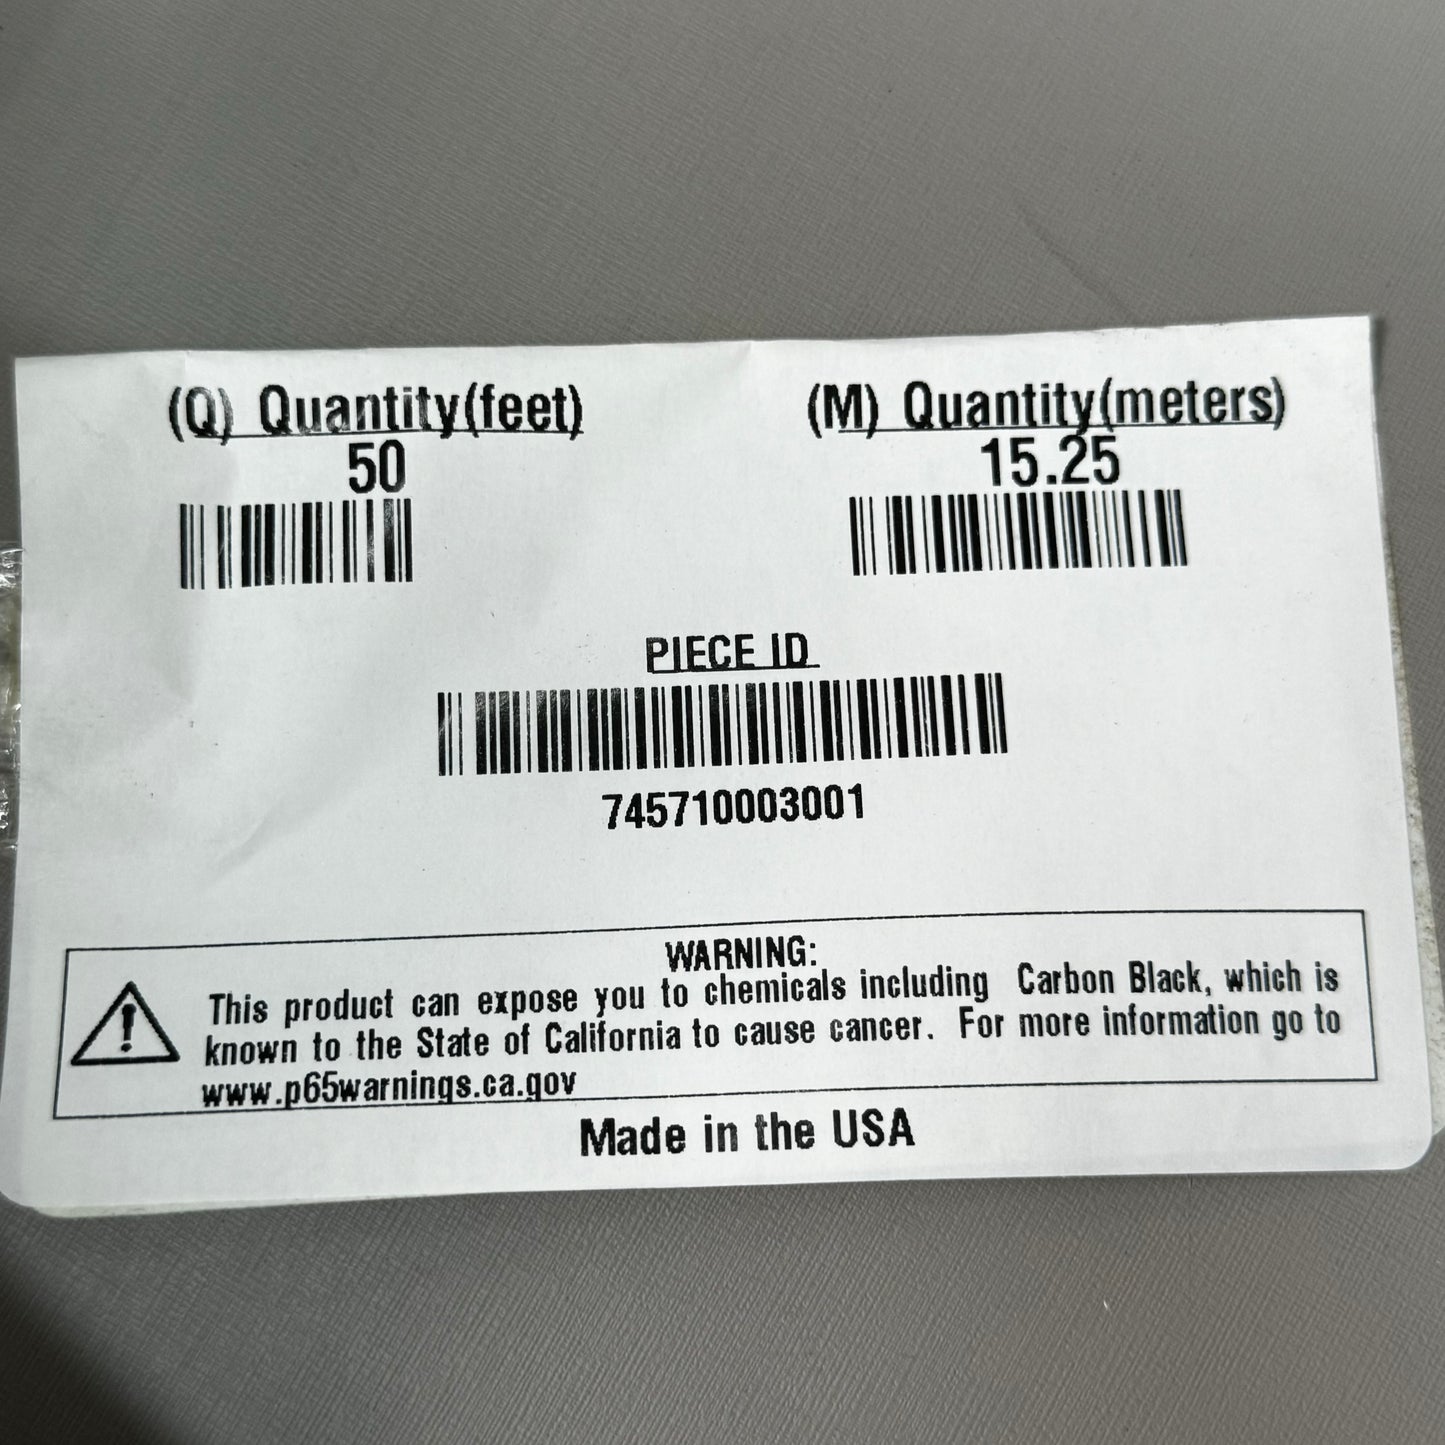 (Q) Quantity(feet)
50
(M) Quantity(meters)
15.25
PIECE ID
745710003001
WARNING:
This product can expose you to chemicals including Carbon Black, which is
known to the State of California to cause cancer. For more information go to
www.p65warnings.ca.gov
Made in the USA